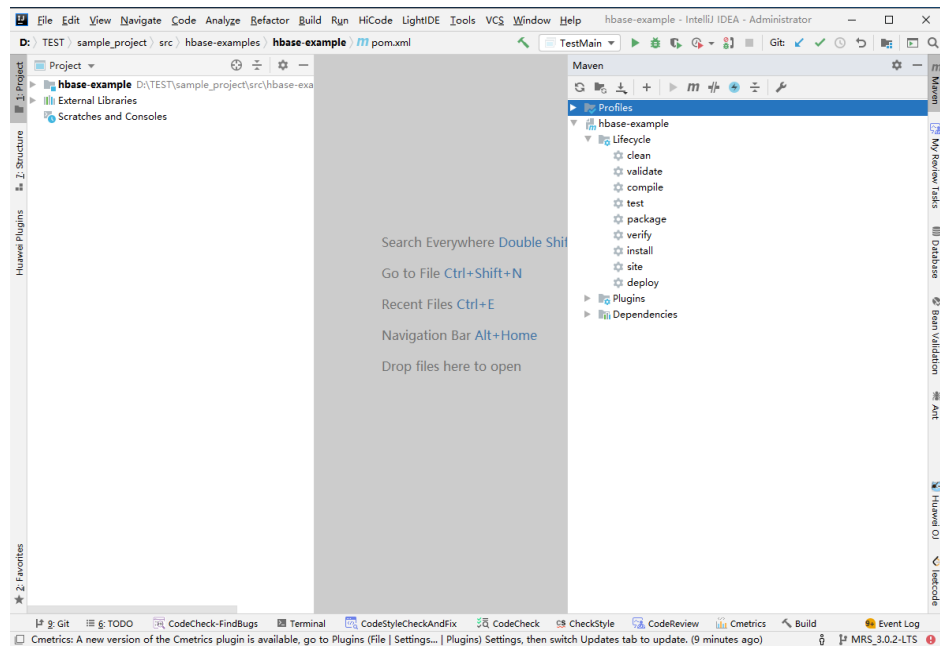 File Edit View Navigate Code Analyze Refactor Build Run HiCode LightIDE Tools VCS Window Help hbase-example - IntelliJ IDEA - Administrator
D: TEST sample_project src hbase-examples hbase-example pom.xml TestMain Git:
1: Project
7: Structure
Huawei Plugins
2: Favorites
Project
hbase-example D:\TEST\sample_project\src\hbase-exa
External Libraries
Scratches and Consoles
Search Everywhere Double Shif
Go to File Ctrl+Shift+N
Recent Files Ctrl+E
Navigation Bar Alt+Home
Drop files here to open
Maven
Profiles
hbase-example
Lifecycle
clean
validate
compile
test
package
verify
install
site
deploy
Plugins
Dependencies
Maven
My Review Tasks
Database
Bean Validation
Ant
Huawei OJ
leetcode
9: Git 6: TODO CodeCheck-FindBugs Terminal CodeStyleCheckAndFix CodeCheck CheckStyle CodeReview Cmetrics Build Event Log
Cmetrics: A new version of the Cmetrics plugin is available, go to Plugins (File | Settings... | Plugins) Settings, then switch Updates tab to update. (9 minutes ago) MRS_3.0.2-LTS